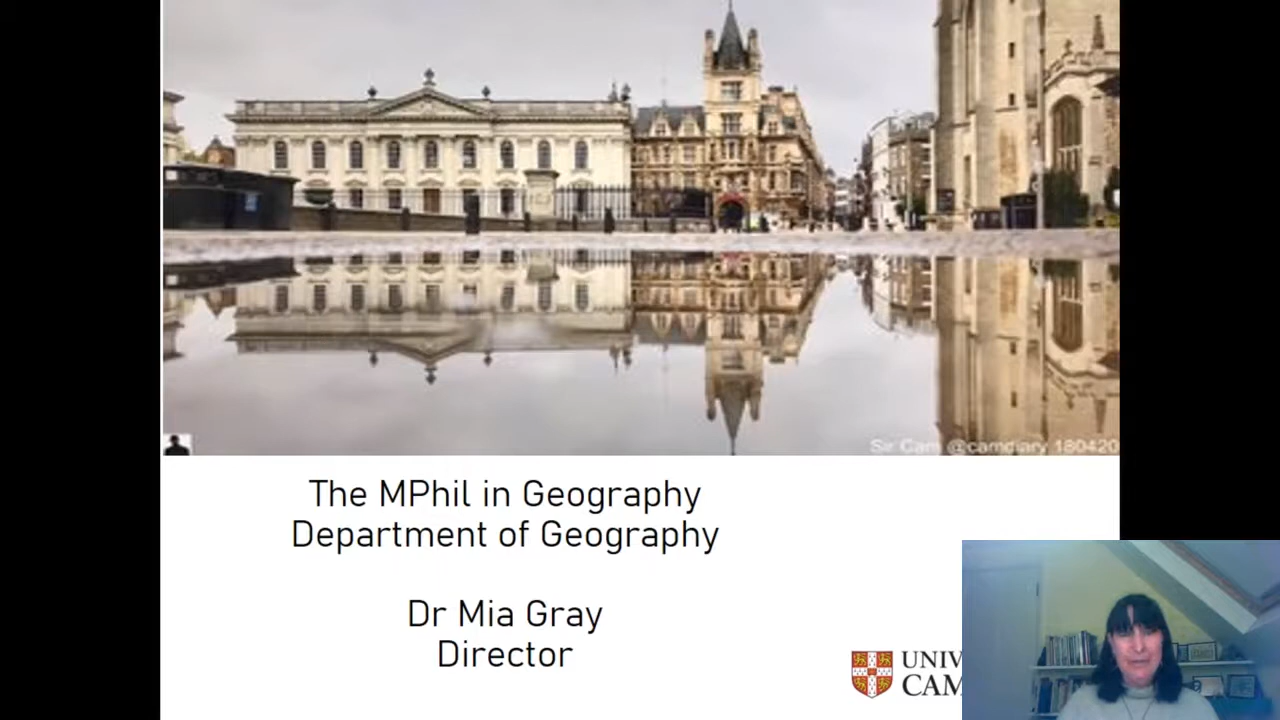 Sir Cam @camdiary 180420
The MPhil in Geography
Department of Geography
Dr Mia Gray
Director
UNIV
CAM